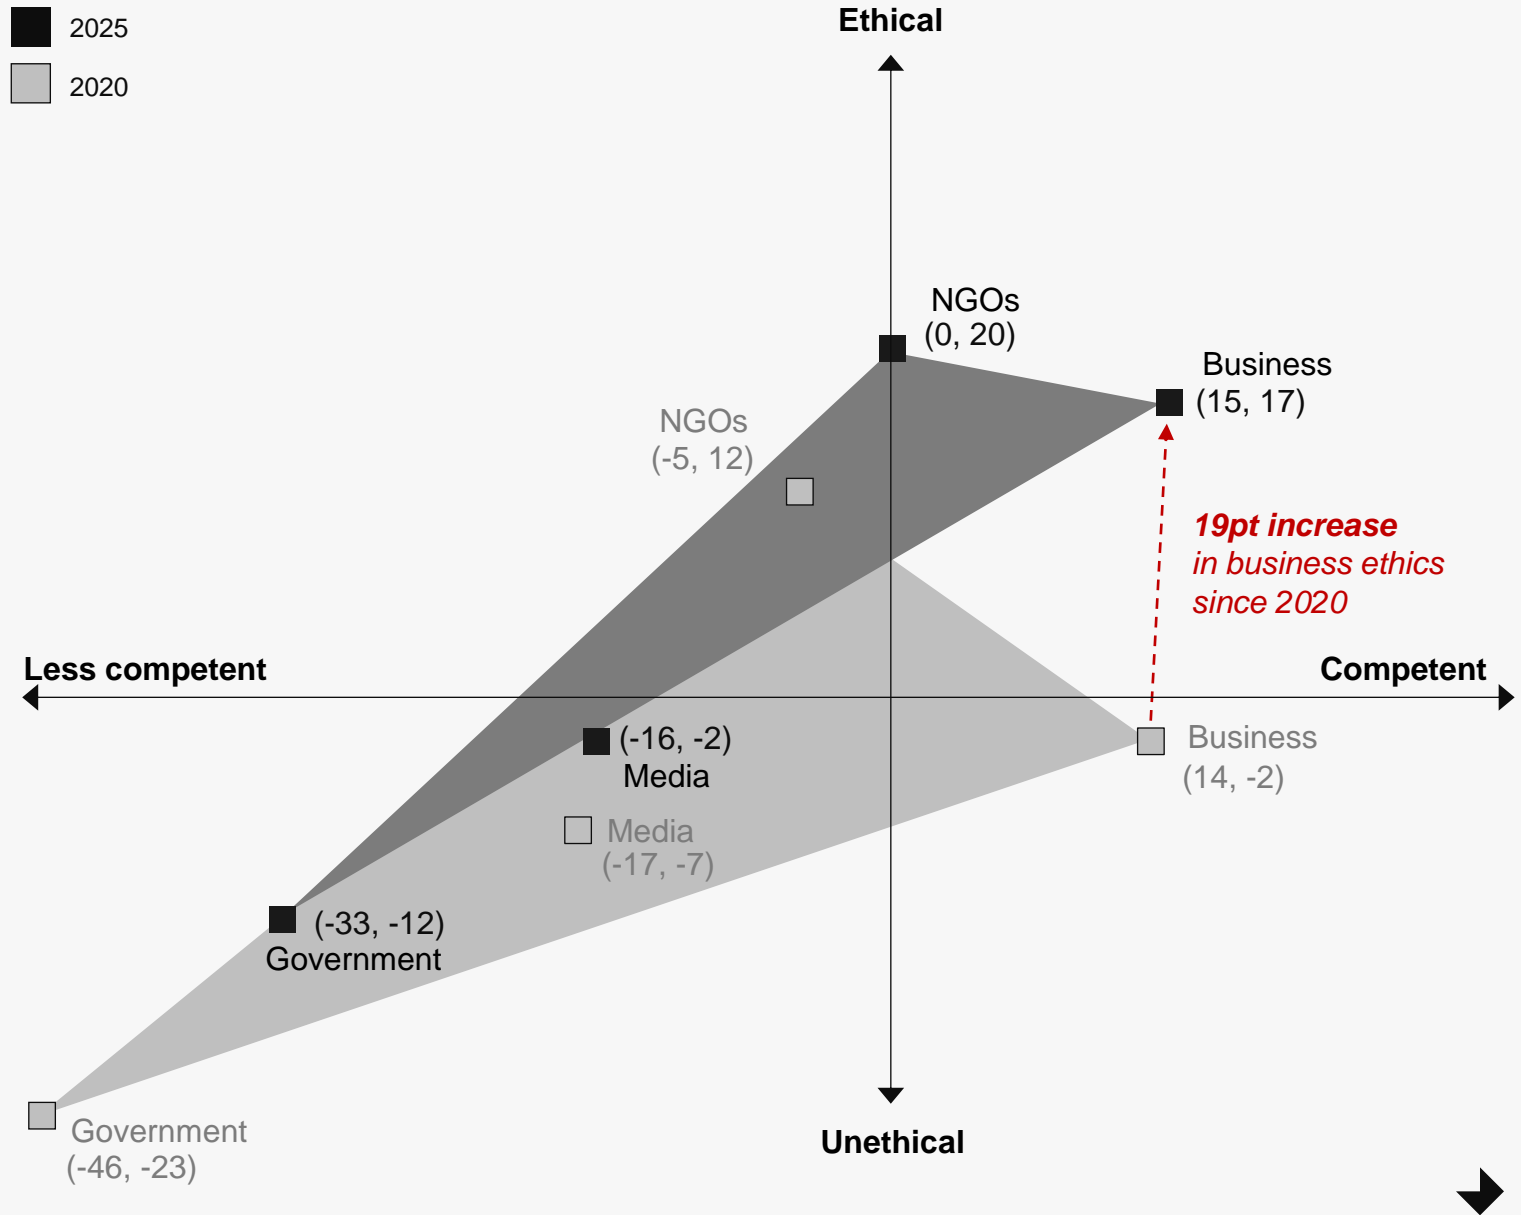 2025
2020
Ethical
NGOs
(0, 20)
Business
(15, 17)
NGOs
(-5, 12)
19pt increase
in business ethics
since 2020
Less competent
Competent
(-16, -2)
Media
Business
(14, -2)
Media
(-17, -7)
(-33, -12)
Government
Government
(-46, -23)
Unethical